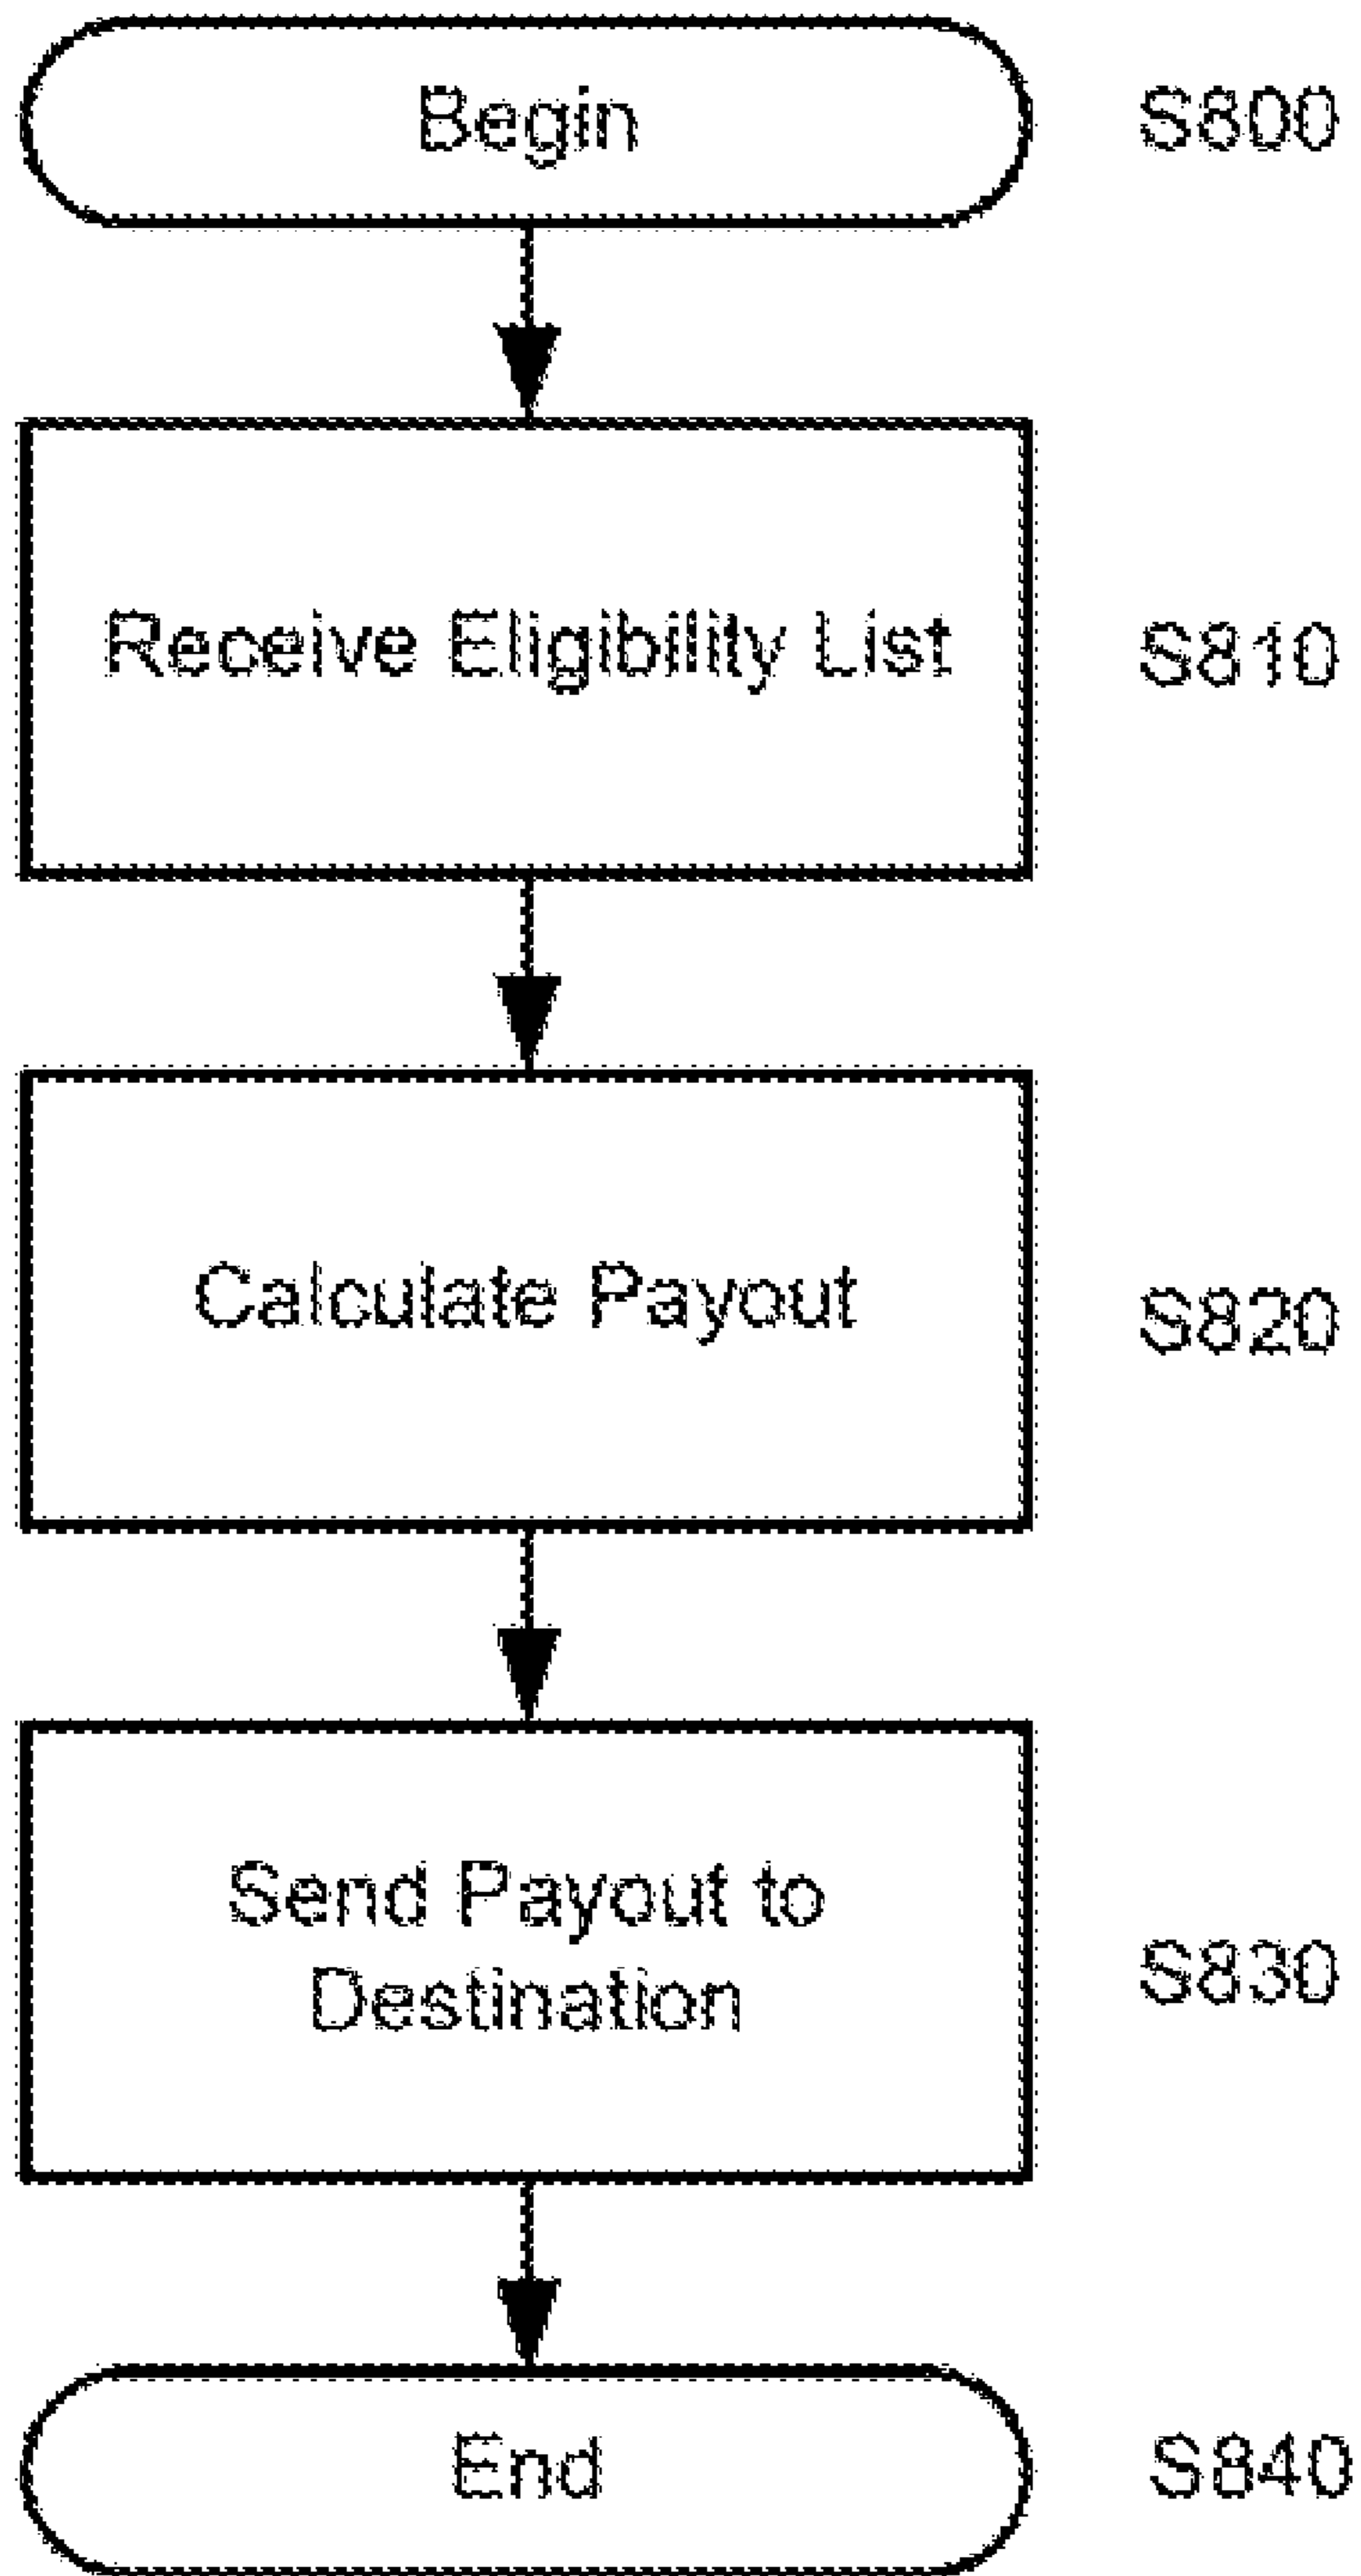 Begin
S800
Receive Eligibility List
S810
Calculate Payout
S820
Send Payout to
Destination
S830
End
S840